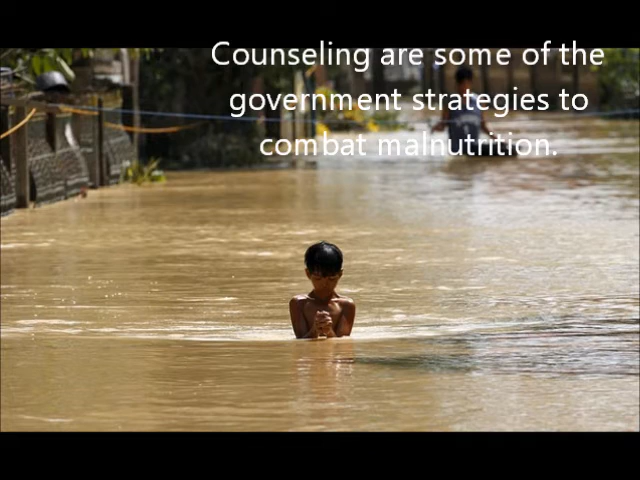 Counseling are some of the
government strategies to
combat malnutrition.